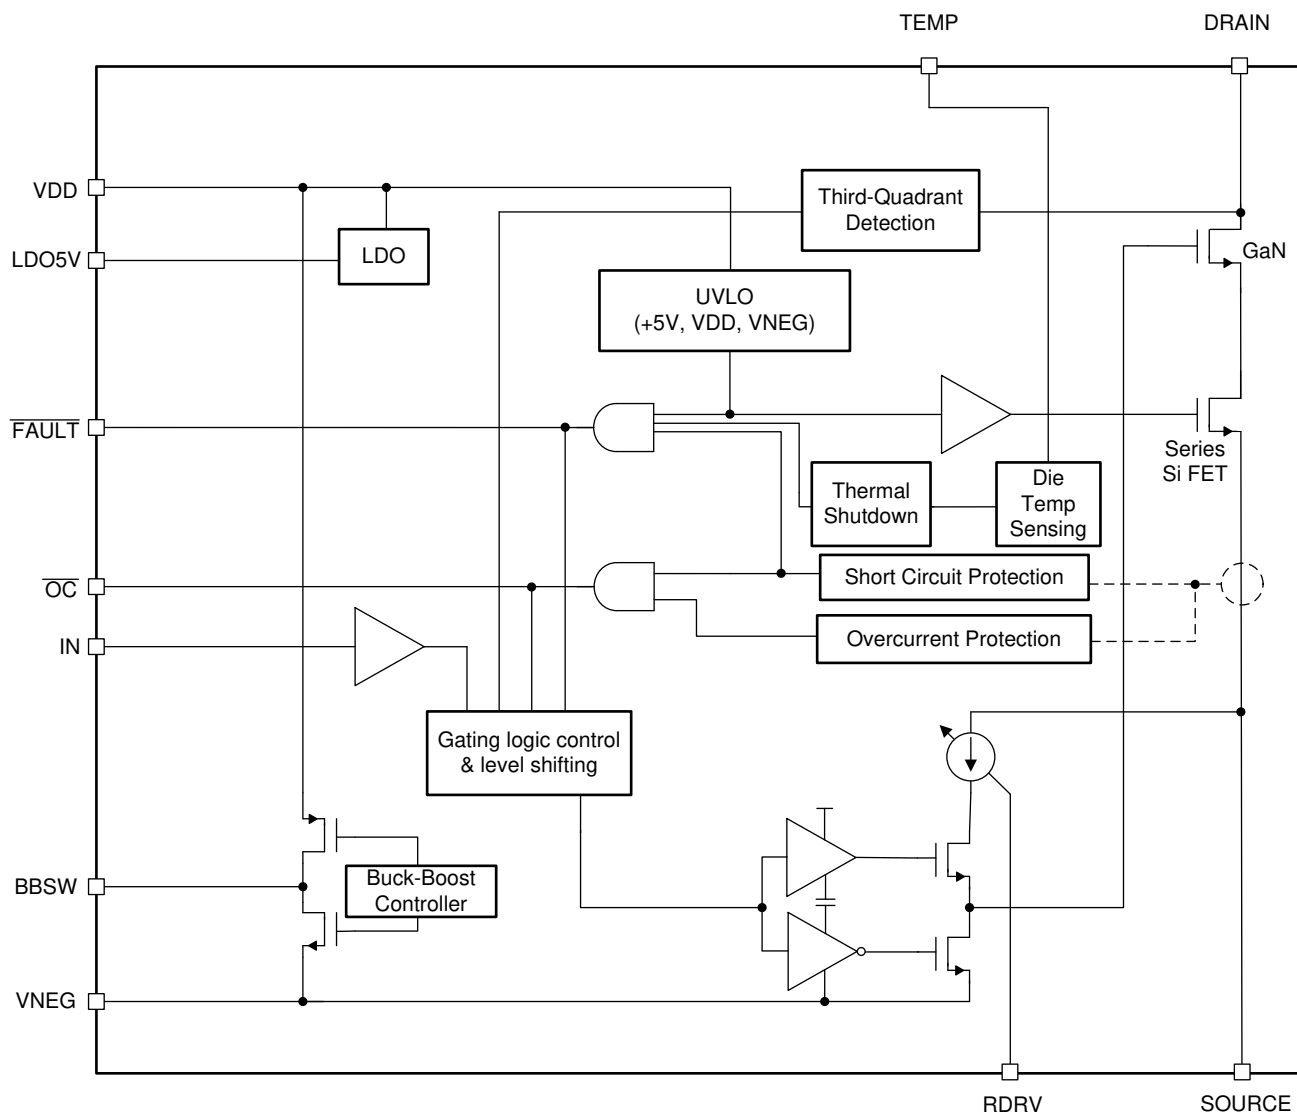 TEMP
DRAIN
VDD
Third-Quadrant
Detection
LDO5V
LDO
GaN
UVLO
(+5V, VDD, VNEG)
FAULT
Series
Si FET
Thermal
Shutdown
Die
Temp
Sensing
OC
Short Circuit Protection
IN
Overcurrent Protection
Gating logic control
& level shifting
BBSW
Buck-Boost
Controller
VNEG
RDRV
SOURCE